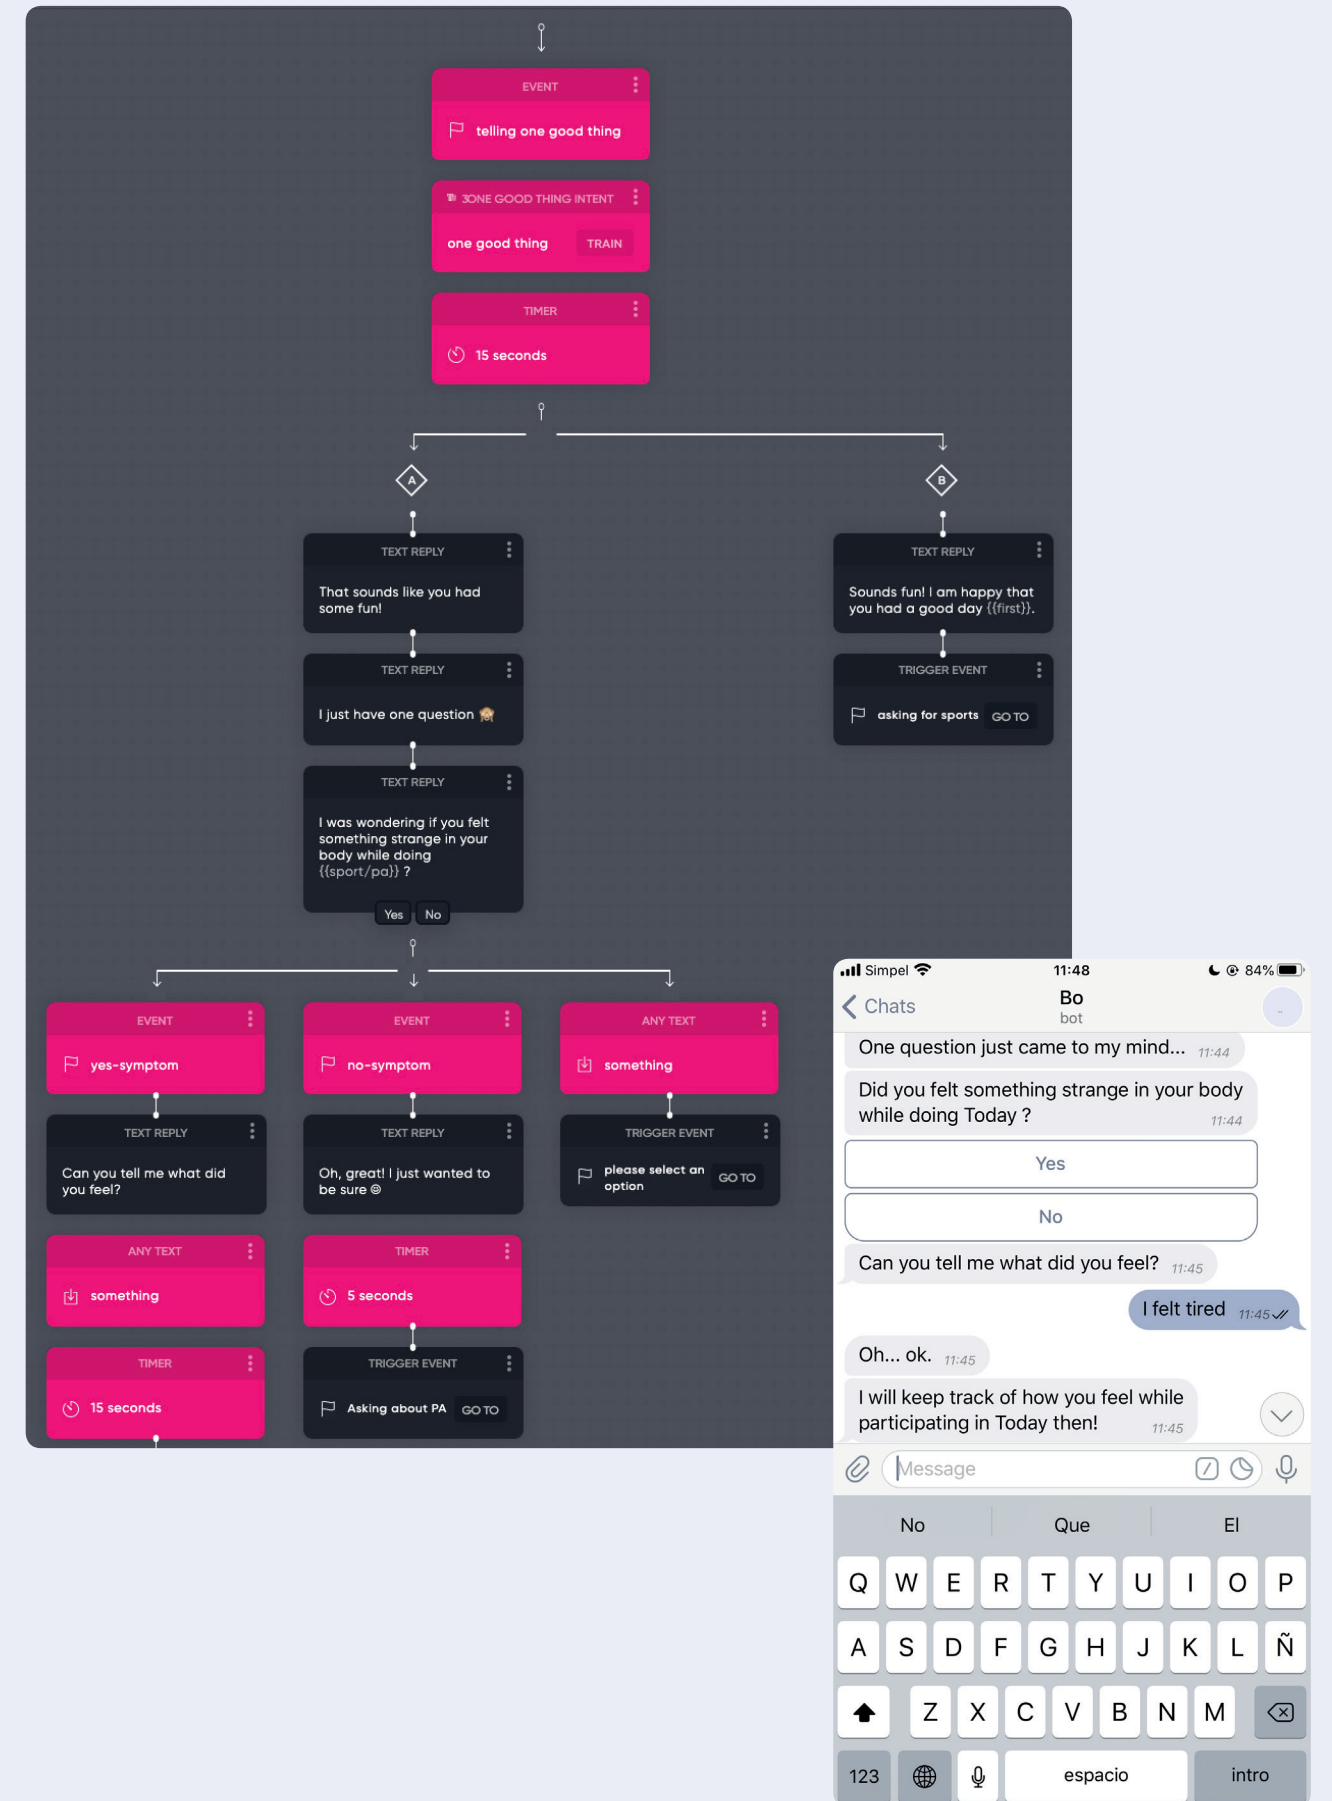 EVENT
telling one good thing
3ONE GOOD THING INTENT
one good thing
TRAIN
TIMER
15 seconds
A
B
TEXT REPLY
That sounds like you had
some fun!
TEXT REPLY
Sounds fun! I am happy that
you had a good day {{first}}.
TEXT REPLY
I just have one question 🙈
TRIGGER EVENT
asking for sports
GO TO
TEXT REPLY
I was wondering if you felt
something strange in your
body while doing
{{sport/pa}} ?
Yes
No
EVENT
yes-symptom
TEXT REPLY
Can you tell me what did
you feel?
ANY TEXT
something
TIMER
15 seconds
EVENT
no-symptom
TEXT REPLY
Oh, great! I just wanted to
be sure ☺
TIMER
5 seconds
TRIGGER EVENT
Asking about PA
GO TO
ANY TEXT
something
TRIGGER EVENT
please select an
option
GO TO
Simpel
11:48
84%
Chats
Bo
bot
One question just came to my mind... 11:44
Did you felt something strange in your body
while doing Today ? 11:44
Yes
No
Can you tell me what did you feel? 11:45
I felt tired 11:45
Oh... ok. 11:45
I will keep track of how you feel while
participating in Today then! 11:45
Message
No Que El
Q W E R T Y U I O P
A S D F G H J K L Ñ
Z X C V B N M
123 espacio intro